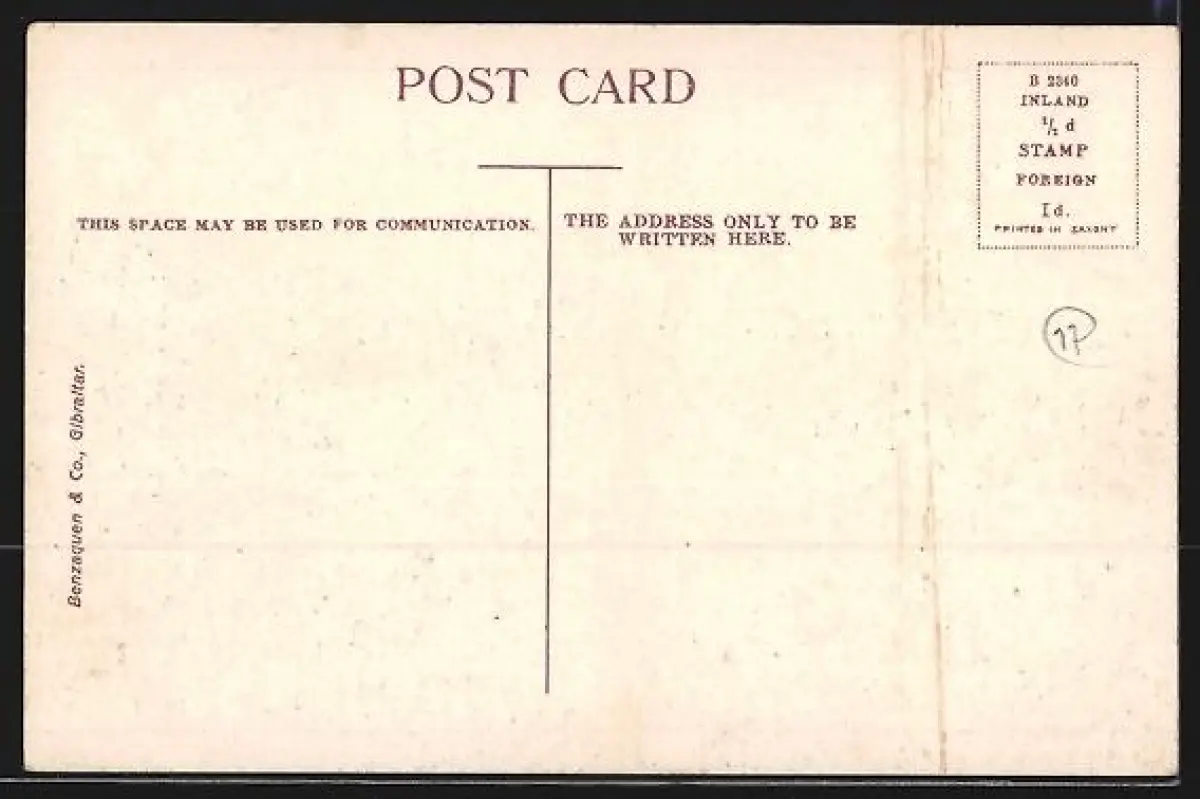 POST CARD
THIS SPACE MAY BE USED FOR COMMUNICATION.
THE ADDRESS ONLY TO BE
WRITTEN HERE.
B 2340
INLAND
½ d
STAMP
FOREIGN
1d.
PRINTED IN SAXONY
17
Benzaquen & Co., Gibraltar.